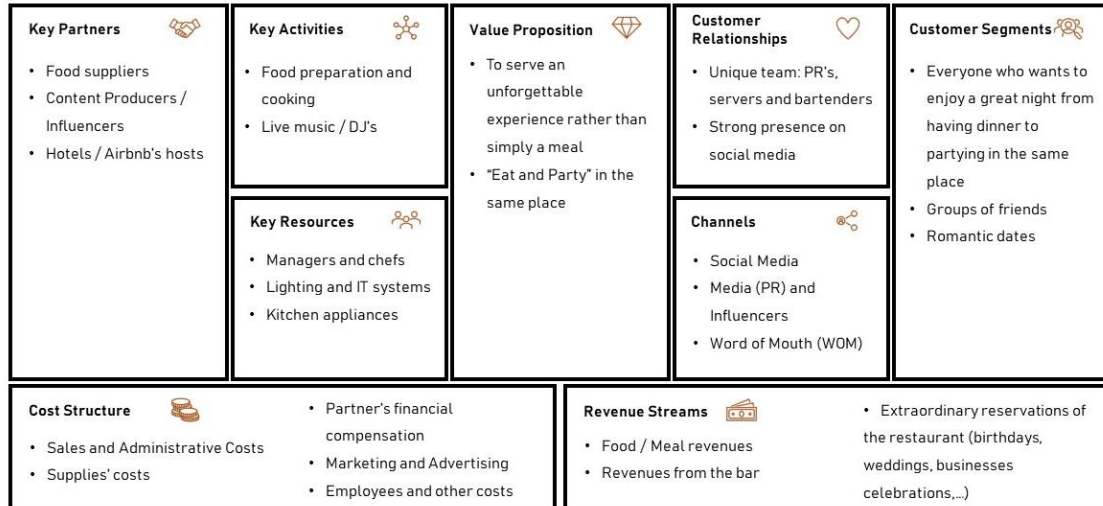 Key Partners
• Food suppliers
• Content Producers /
Influencers
• Hotels / Airbnb's hosts
Key Activities
• Food preparation and
cooking
• Live music / DJ's
Key Resources
• Managers and chefs
• Lighting and IT systems
• Kitchen appliances
Value Proposition
• To serve an
unforgettable
experience rather than
simply a meal
• "Eat and Party" in the
same place
Customer
Relationships
• Unique team: PR's,
servers and bartenders
• Strong presence on
social media
Channels
• Social Media
• Media (PR) and
Influencers
• Word of Mouth (WOM)
Customer Segments
• Everyone who wants to
enjoy a great night from
having dinner to
partying in the same
place
• Groups of friends
• Romantic dates
Cost Structure
• Sales and Administrative Costs
• Supplies' costs
• Partner's financial
compensation
• Marketing and Advertising
• Employees and other costs
Revenue Streams
• Food / Meal revenues
• Revenues from the bar
• Extraordinary reservations of
the restaurant (birthdays,
weddings, businesses
celebrations,...)